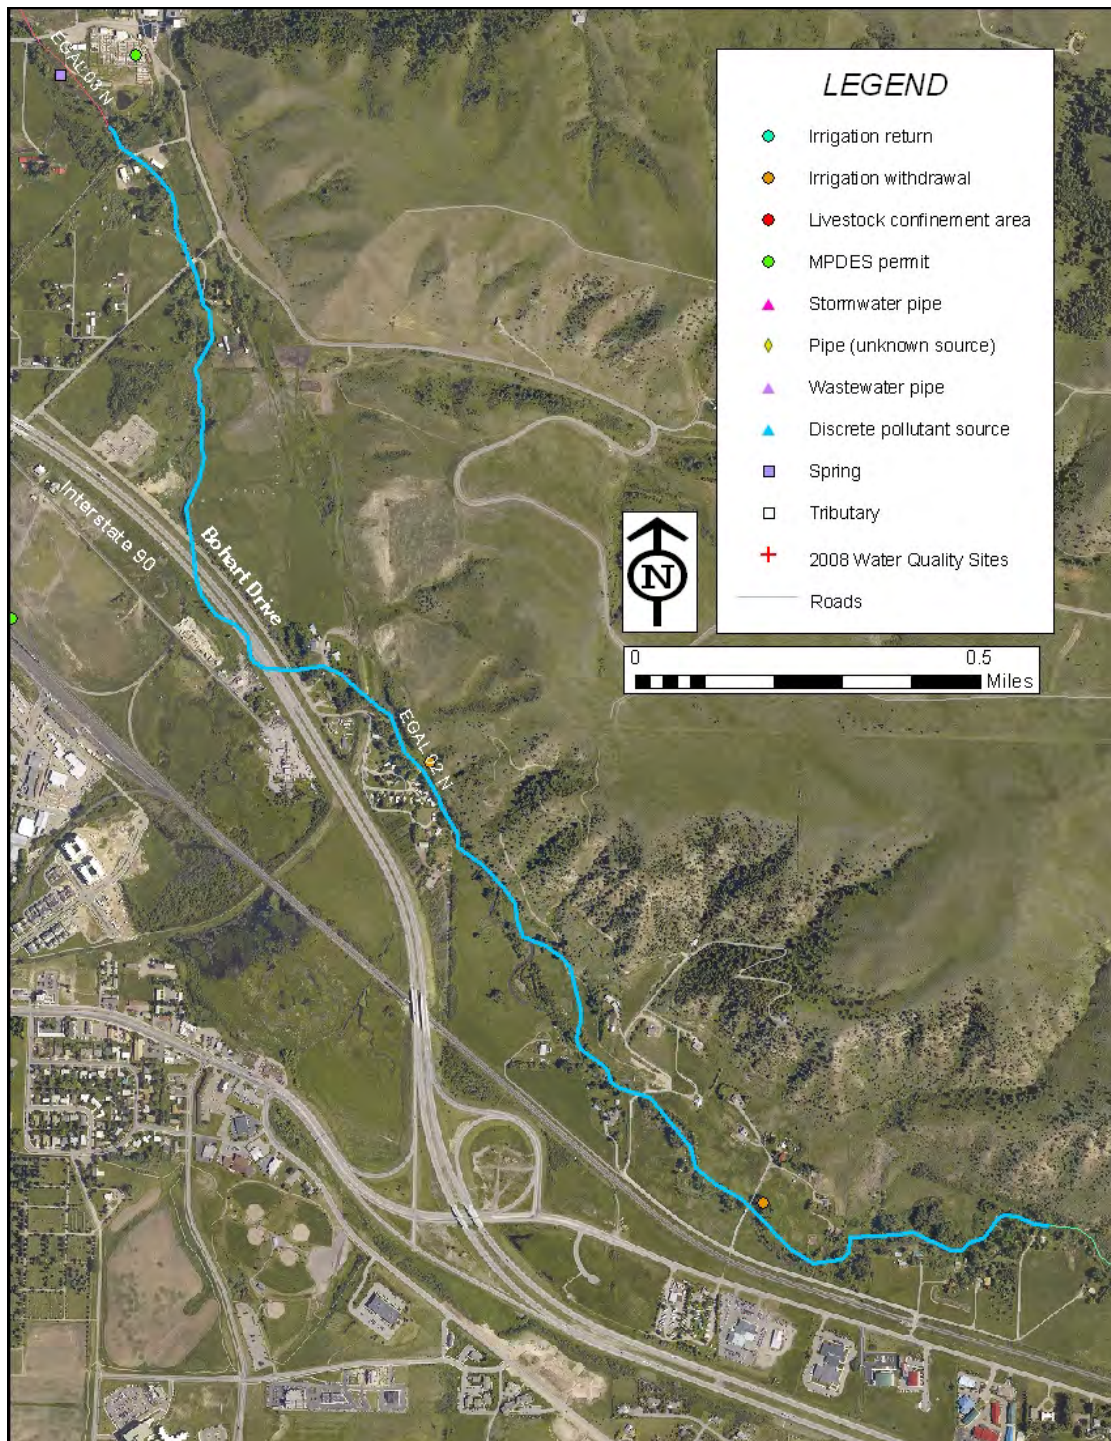 EGAL 03 N
LEGEND
Irrigation return
Irrigation withdrawal
Livestock confinement area
MPDES permit
Stormwater pipe
Pipe (unknown source)
Wastewater pipe
Discrete pollutant source
Spring
Tributary
2008 Water Quality Sites
Roads
N
0 0.5
Miles
Interstate 90
Bohart Drive
EGAL 02 N